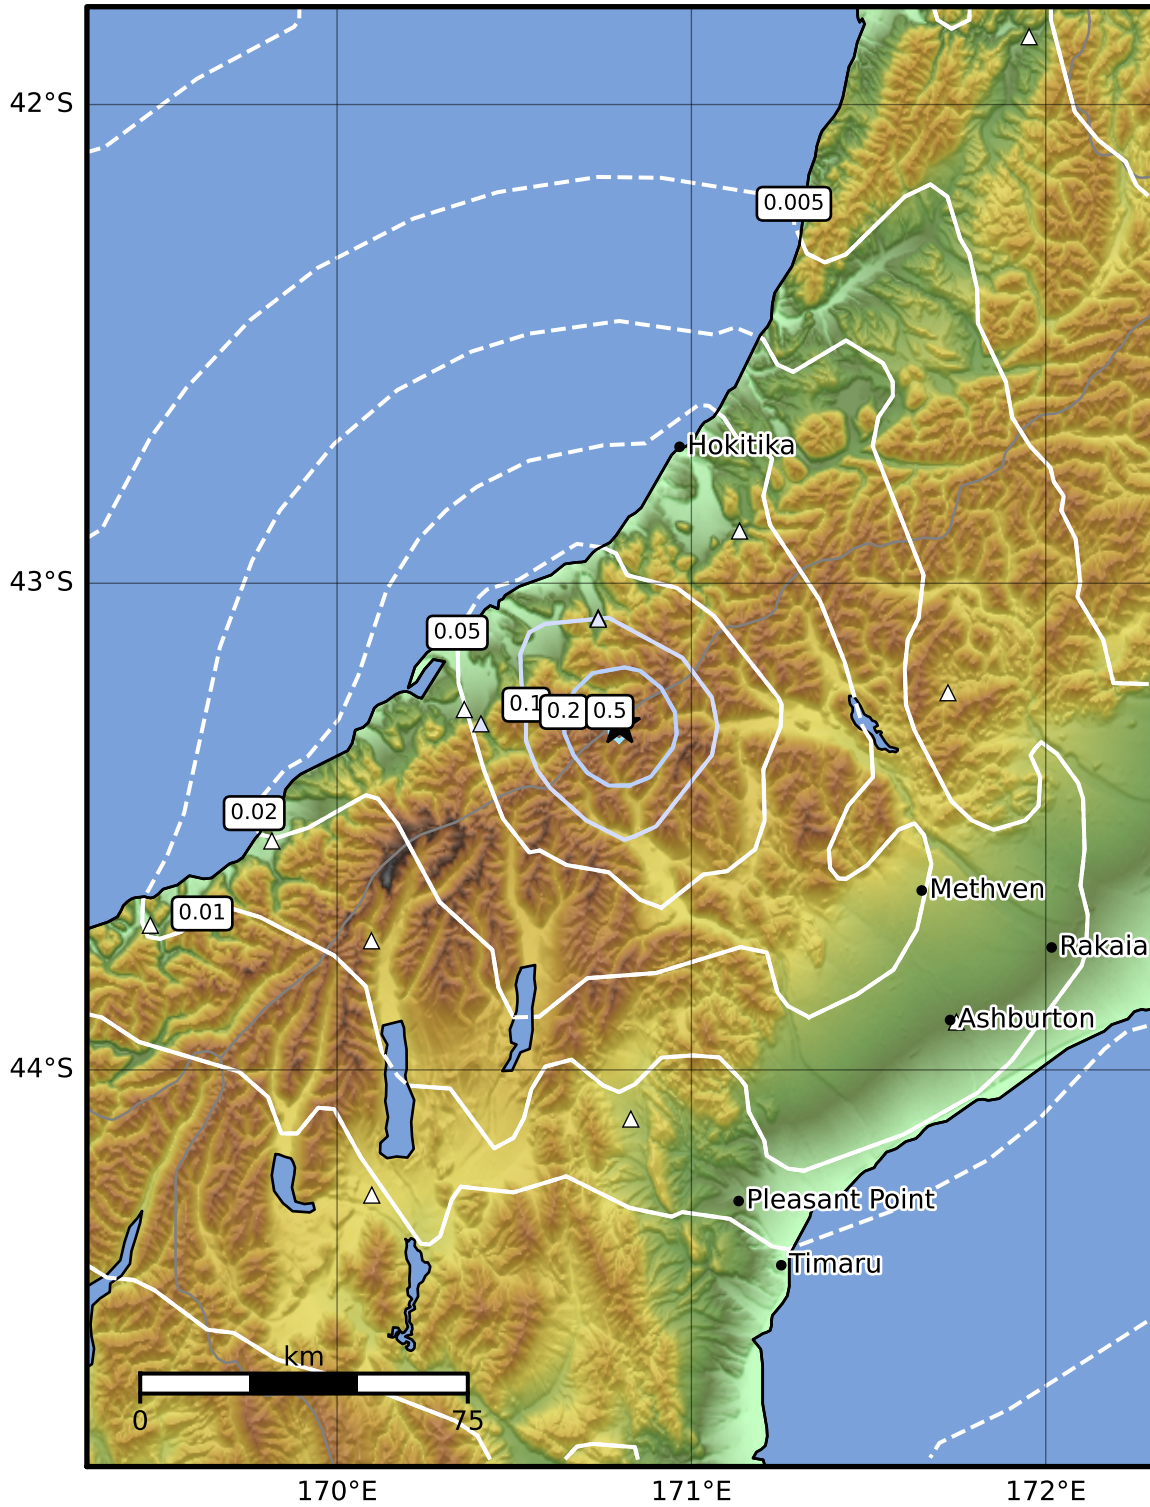 42°S
0.005
Hokitika
43°S
0.05
0.1
0.2
0.5
0.02
Methven
0.01
Rakaia
Ashburton
44°S
Pleasant Point
Timaru
km
0 75
170°E 171°E 172°E